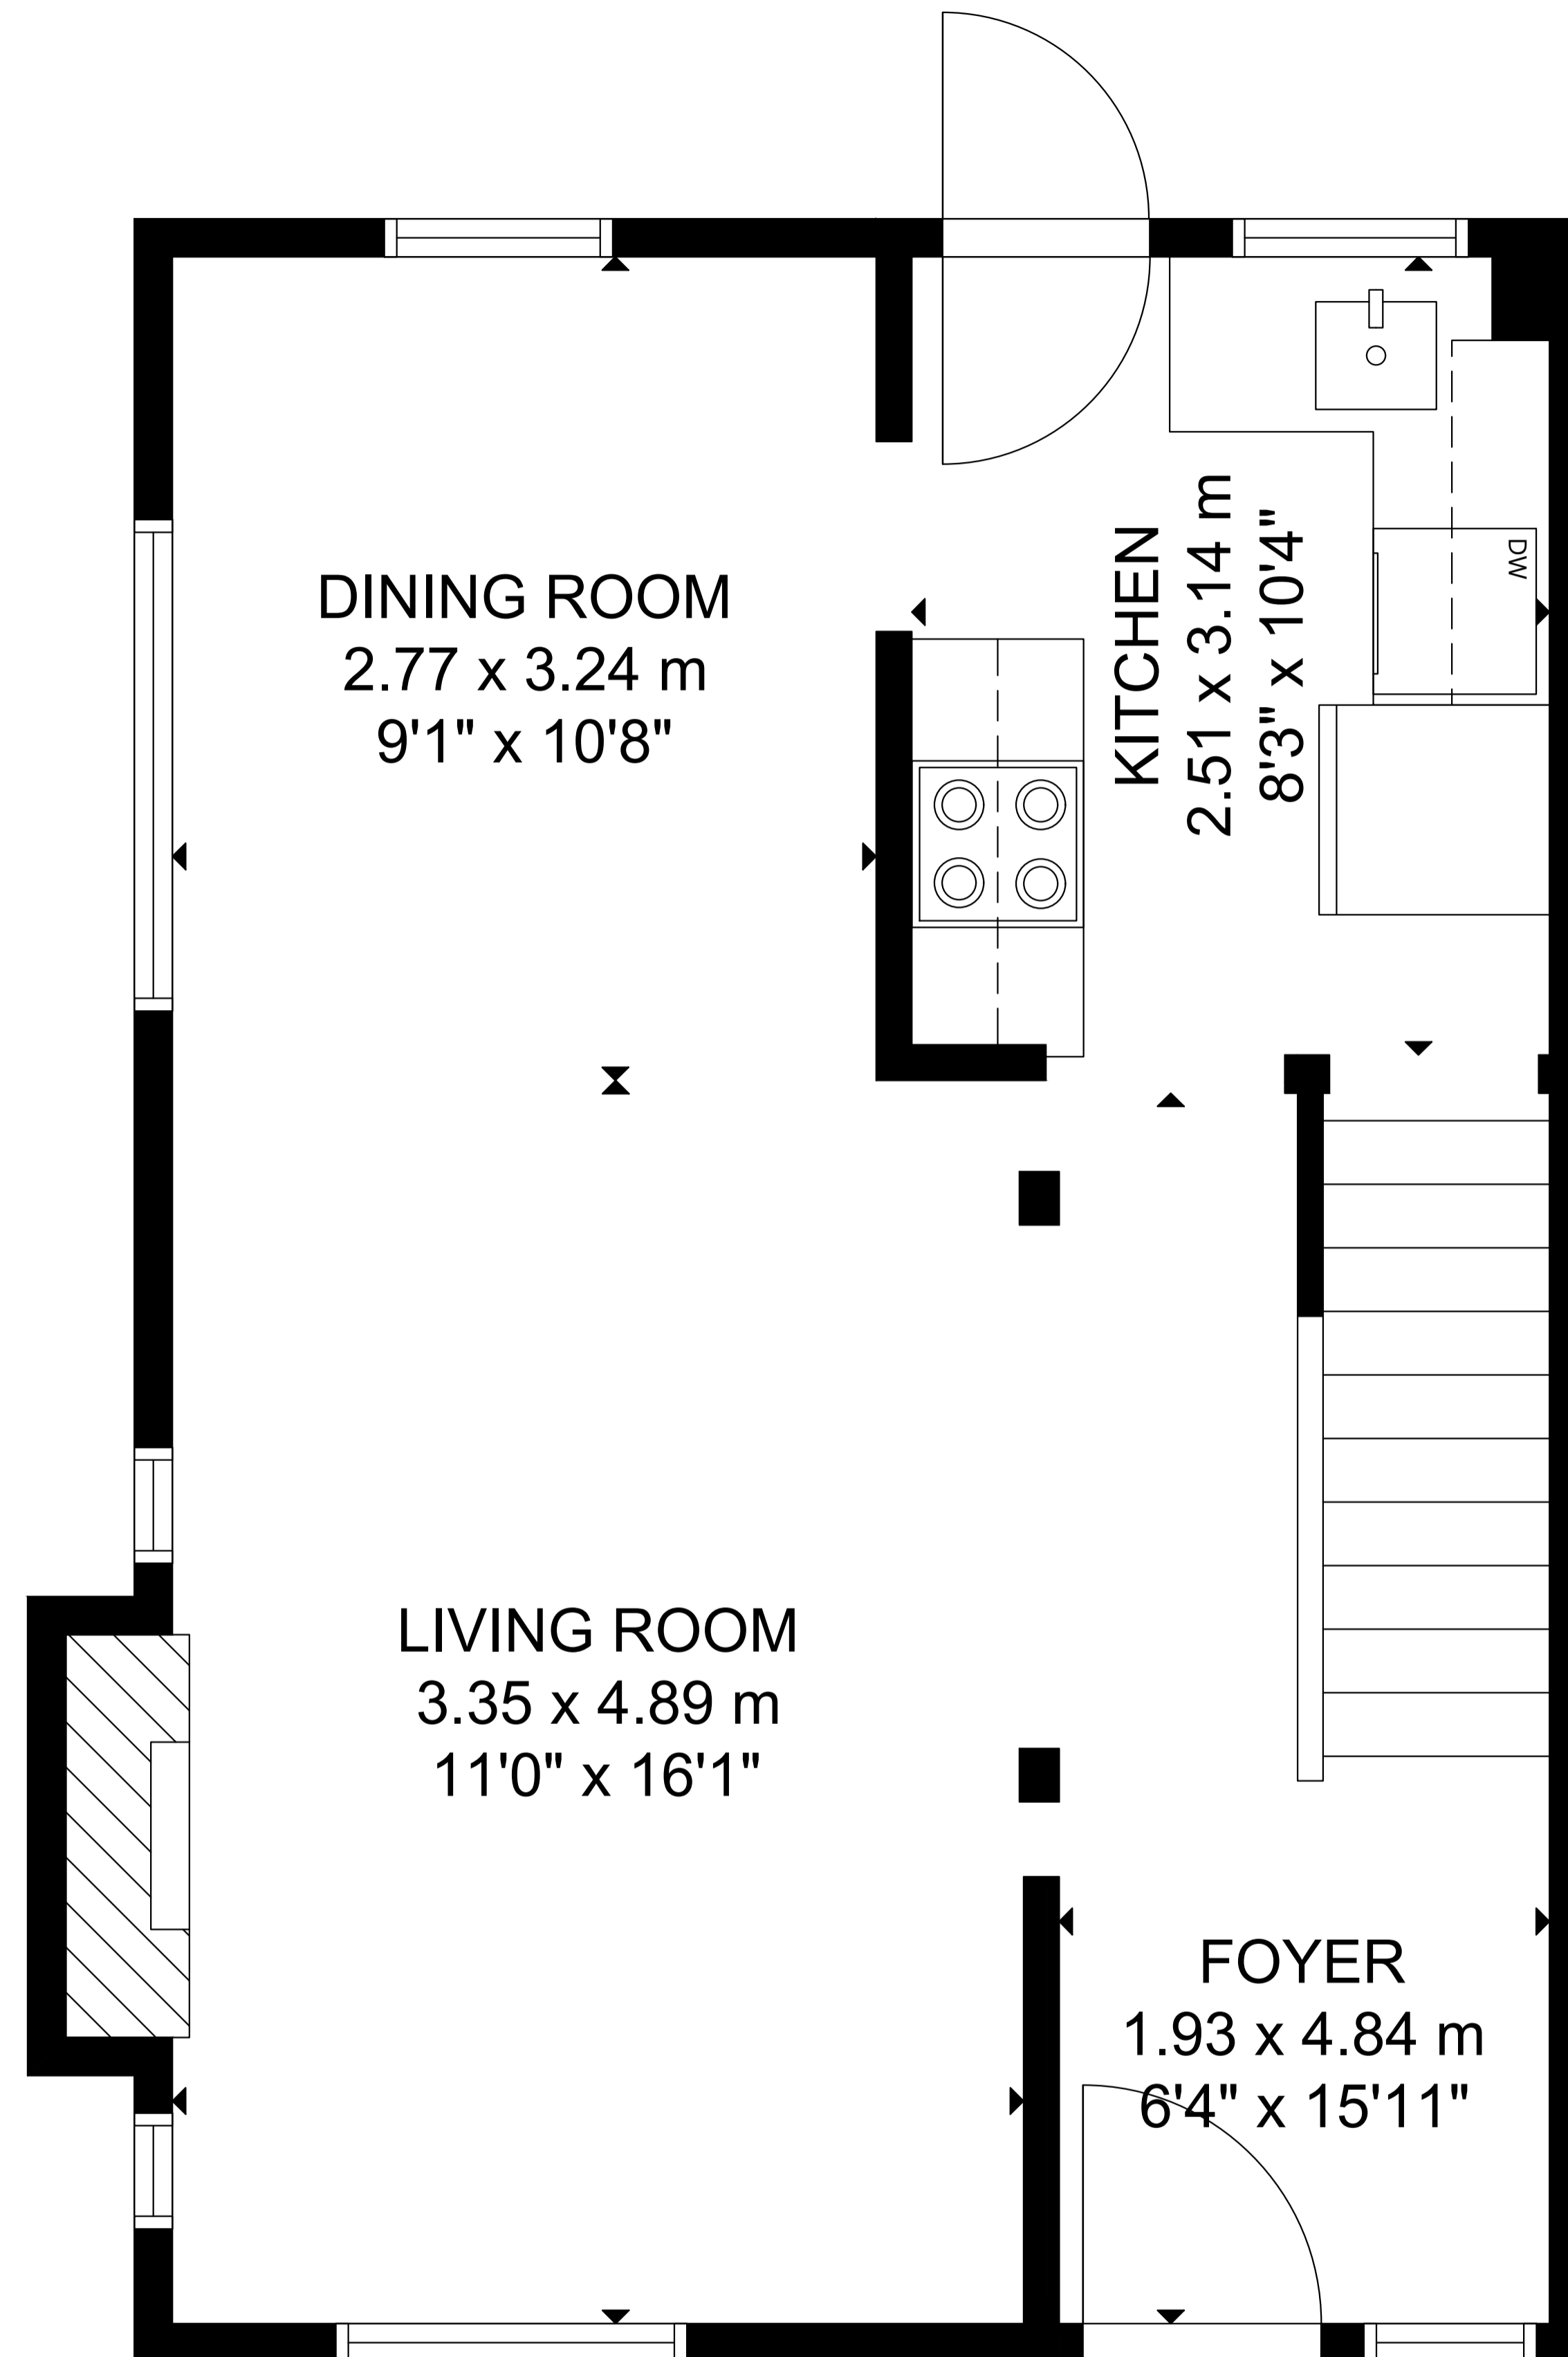 DINING ROOM
2.77 x 3.24 m
9'1" x 10'8"
KITCHEN
2.51 x 3.14 m
8'3" x 10'4"
DW
LIVING ROOM
3.35 x 4.89 m
11'0" x 16'1"
FOYER
1.93 x 4.84 m
6'4" x 15'11"